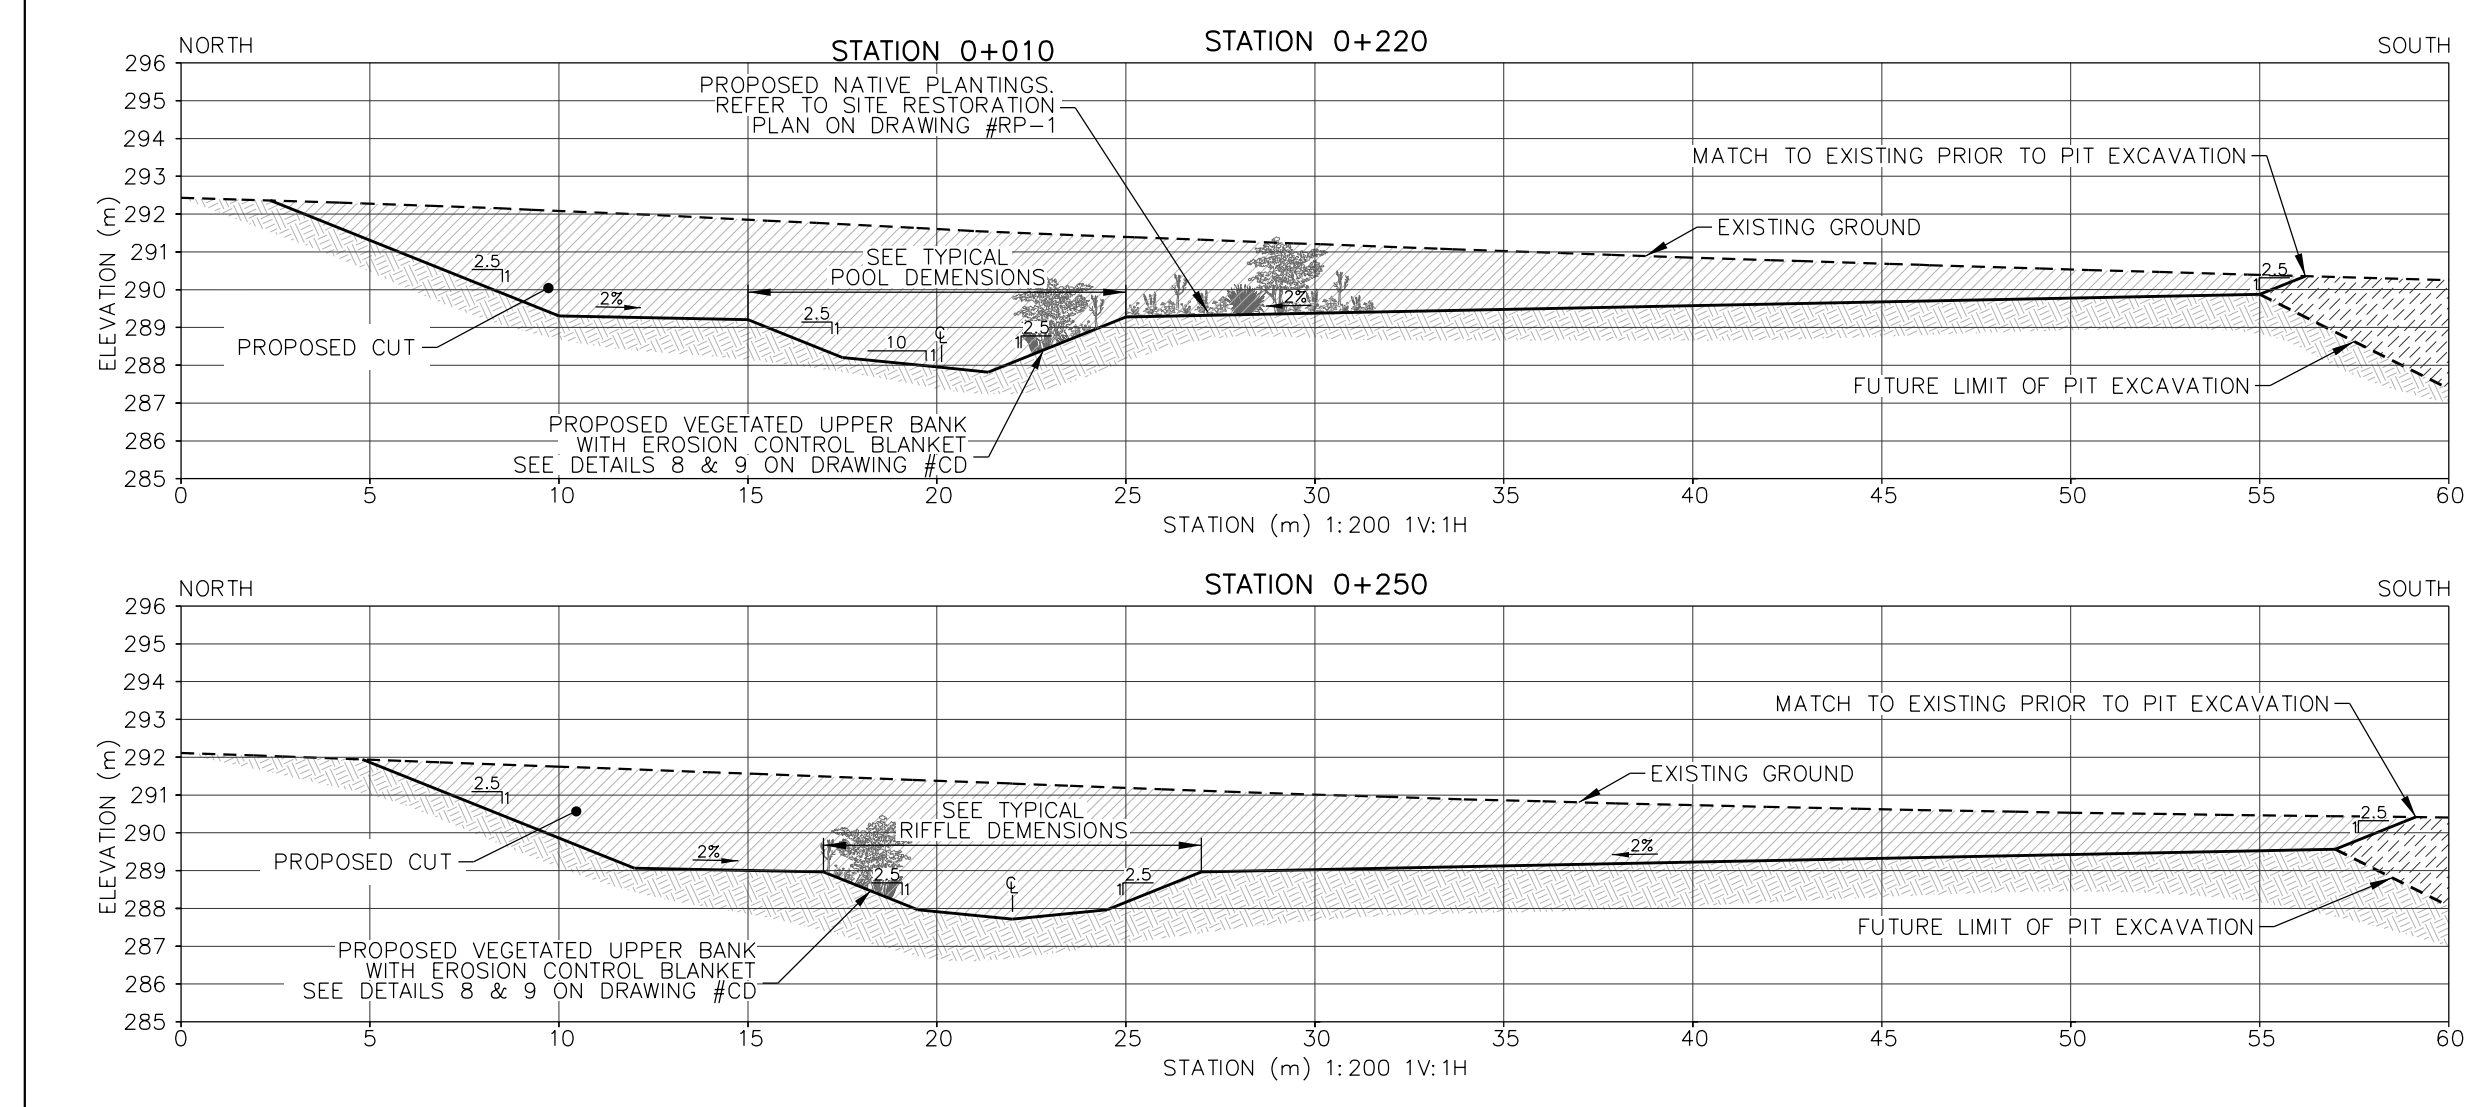 STATION 0+010
STATION 0+220
NORTH
SOUTH
PROPOSED NATIVE PLANTINGS.
REFER TO SITE RESTORATION
PLAN ON DRAWING #RP-1
MATCH TO EXISTING PRIOR TO PIT EXCAVATION
EXISTING GROUND
SEE TYPICAL
POOL DEMENSIONS
2.5
1
2%
2.5
1
10
1
℄
2.5
1
2%
2.5
1
PROPOSED CUT
FUTURE LIMIT OF PIT EXCAVATION
PROPOSED VEGETATED UPPER BANK
WITH EROSION CONTROL BLANKET
SEE DETAILS 8 & 9 ON DRAWING #CD
ELEVATION (m)
296
295
294
293
292
291
290
289
288
287
286
285
0 5 10 15 20 25 30 35 40 45 50 55 60
STATION (m) 1:200 1V:1H
STATION 0+250
NORTH
SOUTH
MATCH TO EXISTING PRIOR TO PIT EXCAVATION
EXISTING GROUND
SEE TYPICAL
RIFFLE DEMENSIONS
2.5
1
2%
2.5
1
℄
2.5
1
2%
2.5
1
PROPOSED CUT
FUTURE LIMIT OF PIT EXCAVATION
PROPOSED VEGETATED UPPER BANK
WITH EROSION CONTROL BLANKET
SEE DETAILS 8 & 9 ON DRAWING #CD
ELEVATION (m)
296
295
294
293
292
291
290
289
288
287
286
285
0 5 10 15 20 25 30 35 40 45 50 55 60
STATION (m) 1:200 1V:1H